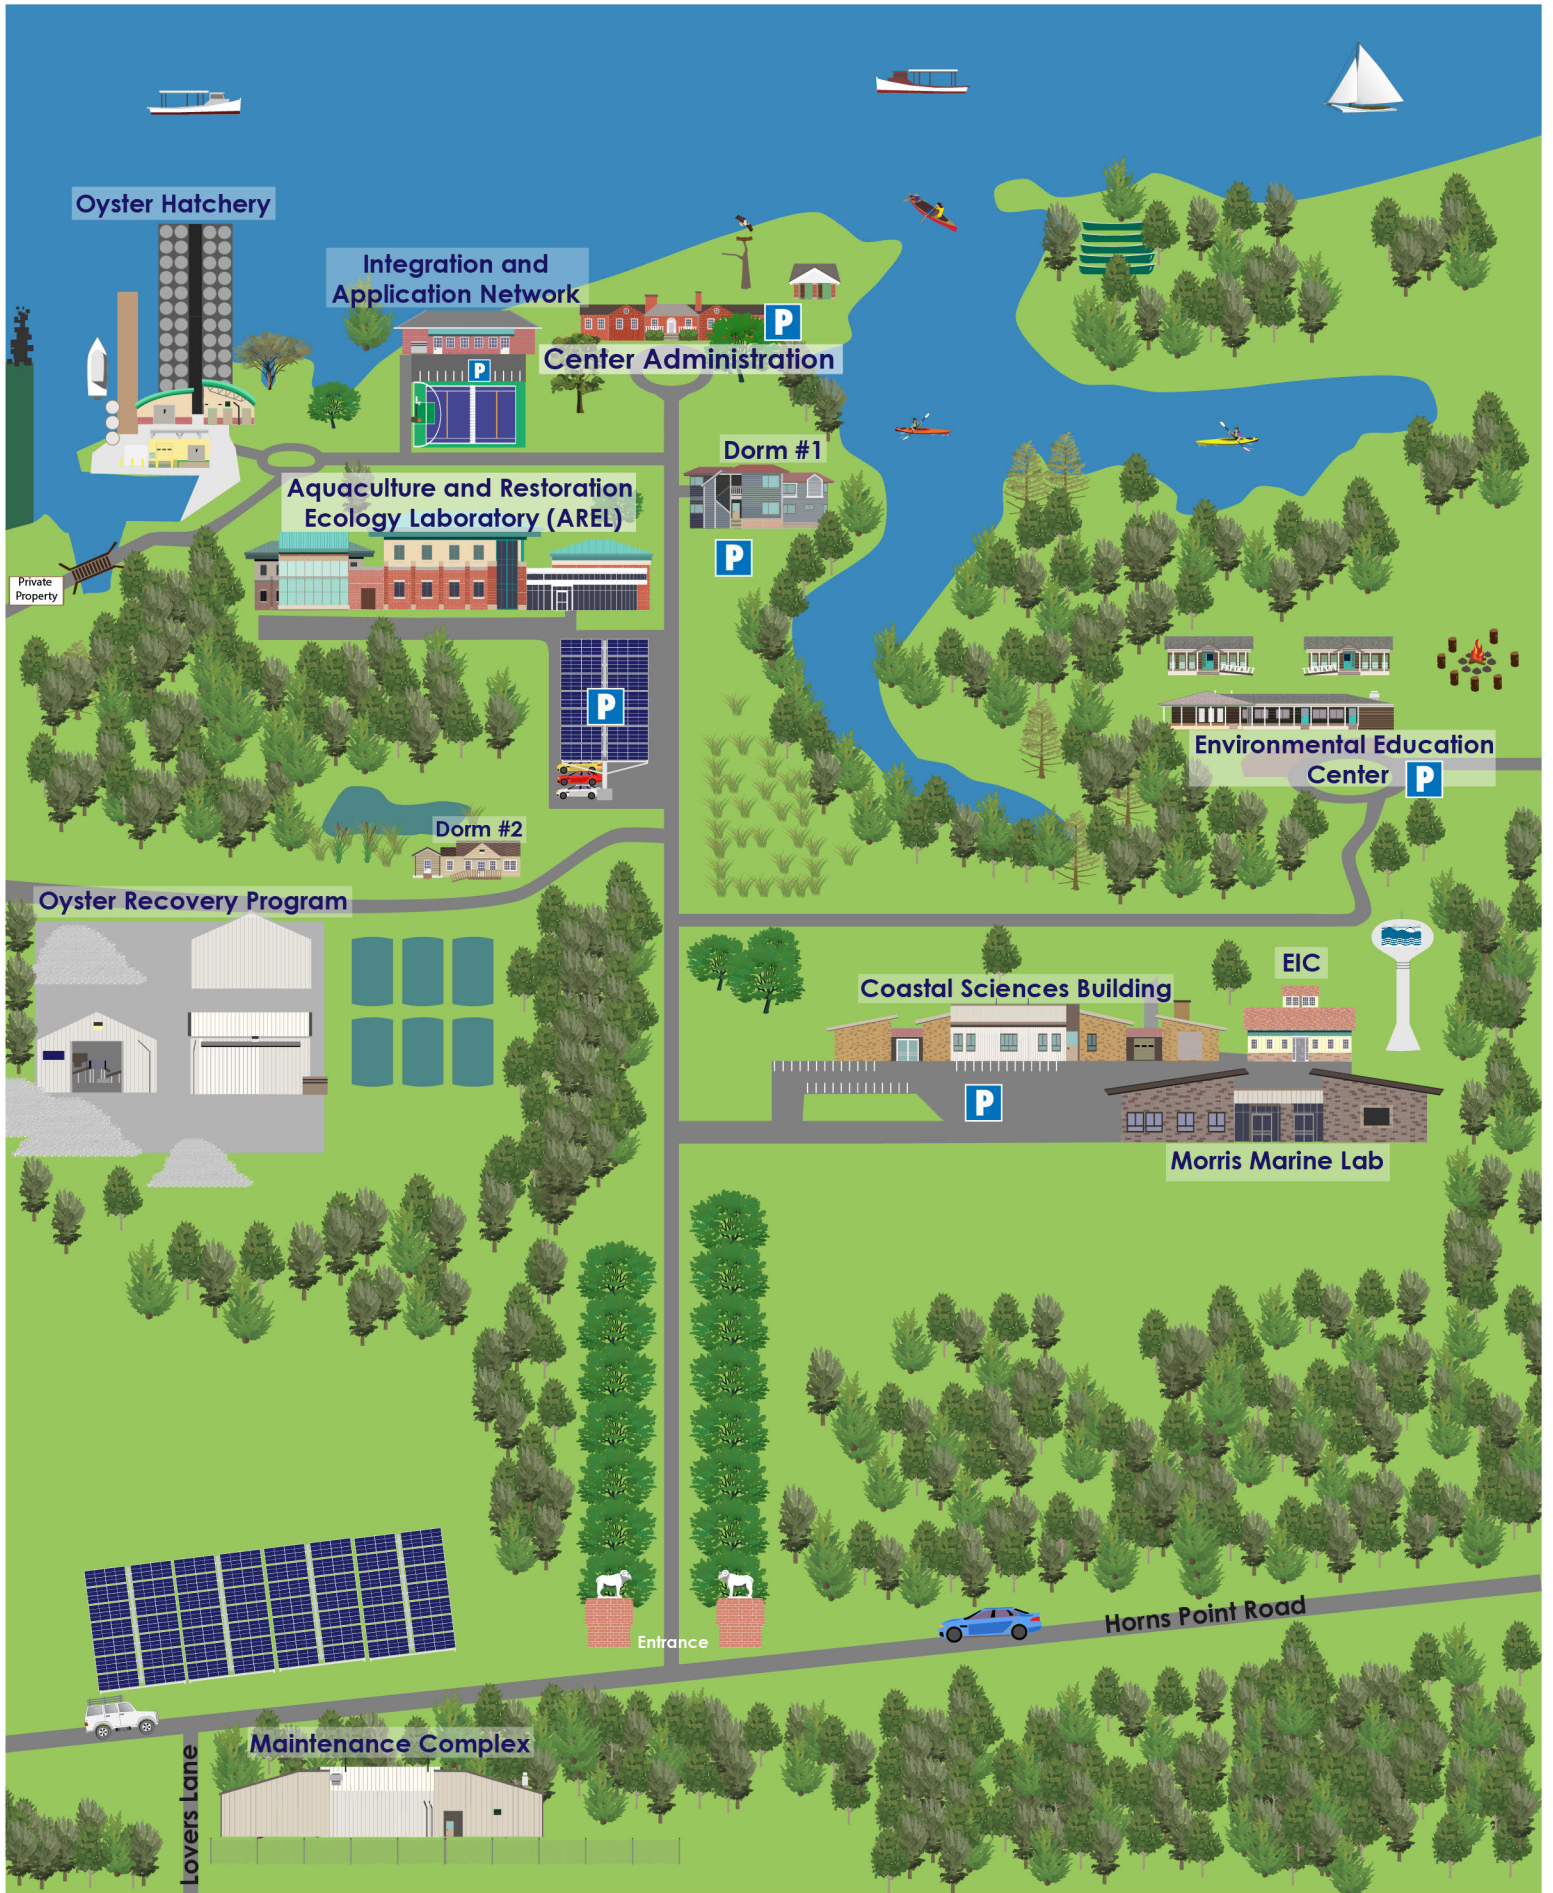 Oyster Hatchery
Integration and
Application Network
P
P
Center Administration
Dorm #1
Aquaculture and Restoration
Ecology Laboratory (AREL)
P
Private
Property
P
Environmental Education
Center
P
Dorm #2
Oyster Recovery Program
EIC
Coastal Sciences Building
P
Morris Marine Lab
Horns Point Road
Entrance
Maintenance Complex
Lovers Lane